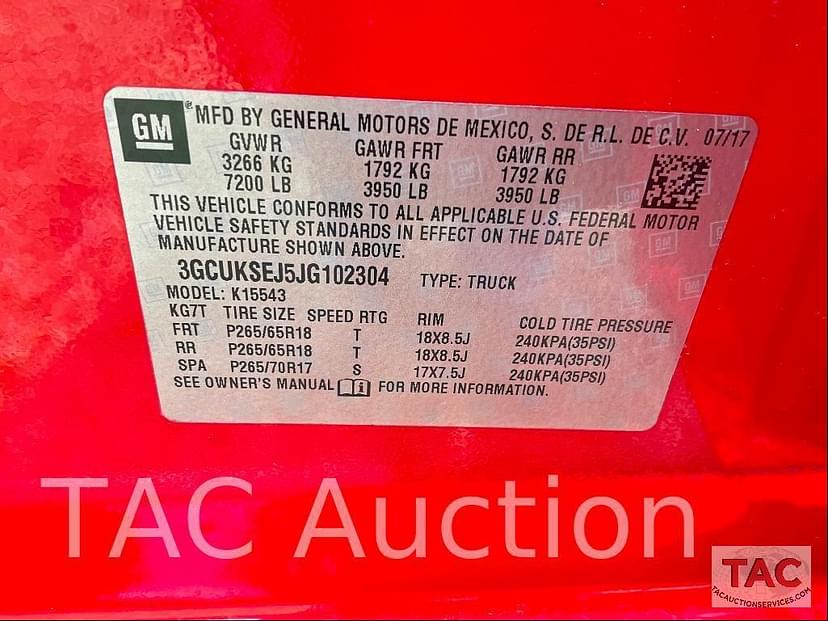 GM® MFD BY GENERAL MOTORS DE MEXICO, S. DE R.L. DE C.V. 07/17
GVWR GAWR FRT GAWR RR
3266 KG 1792 KG 1792 KG
7200 LB 3950 LB 3950 LB
THIS VEHICLE CONFORMS TO ALL APPLICABLE U.S. FEDERAL MOTOR
VEHICLE SAFETY STANDARDS IN EFFECT ON THE DATE OF
MANUFACTURE SHOWN ABOVE.
3GCUKSEJ5JG102304 TYPE: TRUCK
MODEL: K15543
KG7T TIRE SIZE SPEED RTG RIM COLD TIRE PRESSURE
FRT P265/65R18 T 18X8.5J 240KPA(35PSI)
RR P265/65R18 T 18X8.5J 240KPA(35PSI)
SPA P265/70R17 S 17X7.5J 240KPA(35PSI)
SEE OWNER'S MANUAL FOR MORE INFORMATION.
TAC Auction
TAC
TACAUCTIONSERVICES.COM